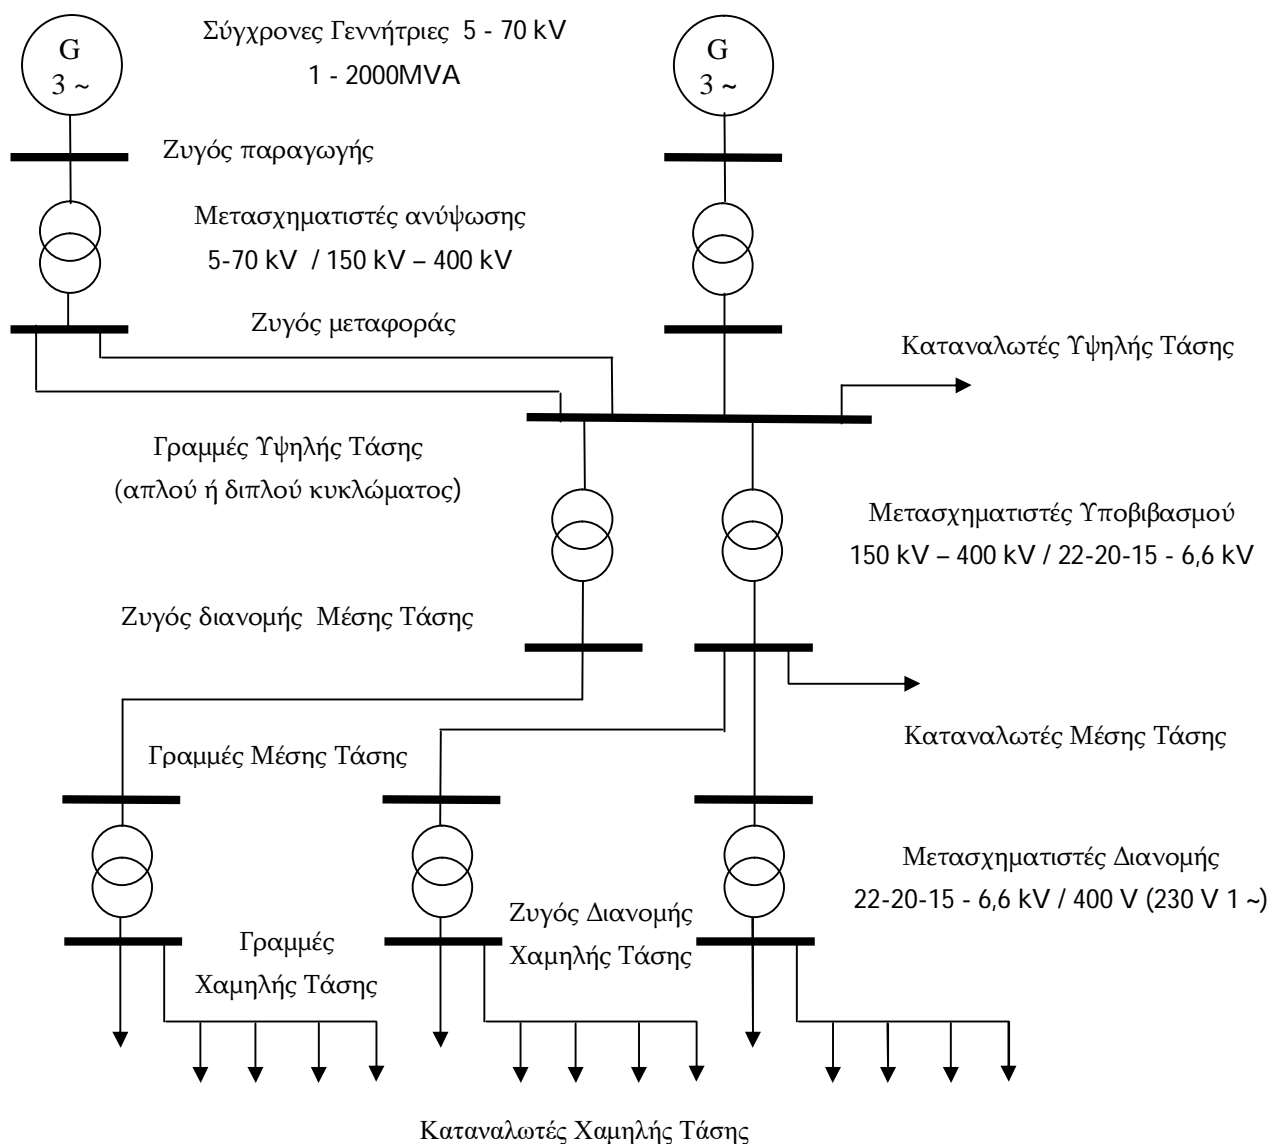 G
3 ~
Σύγχρονες Γεννήτριες 5 - 70 kV
1 - 2000MVA
G
3 ~
Ζυγός παραγωγής
Μετασχηματιστές ανύψωσης
5-70 kV / 150 kV – 400 kV
Ζυγός μεταφοράς
Καταναλωτές Υψηλής Τάσης
Γραμμές Υψηλής Τάσης
(απλού ή διπλού κυκλώματος)
Μετασχηματιστές Υποβιβασμού
150 kV – 400 kV / 22-20-15 - 6,6 kV
Ζυγός διανομής Μέσης Τάσης
Καταναλωτές Μέσης Τάσης
Γραμμές Μέσης Τάσης
Μετασχηματιστές Διανομής
22-20-15 - 6,6 kV / 400 V (230 V 1 ~)
Ζυγός Διανομής
Χαμηλής Τάσης
Γραμμές
Χαμηλής Τάσης
Καταναλωτές Χαμηλής Τάσης